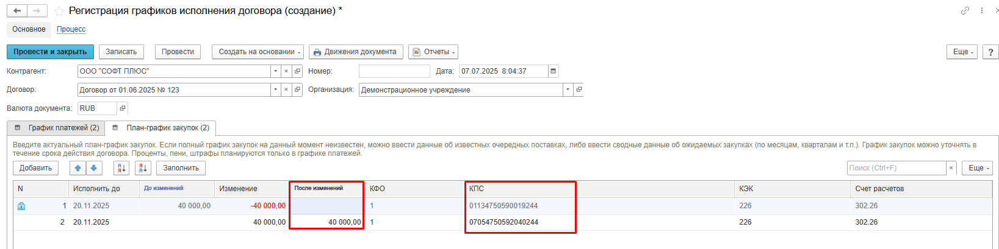 Регистрация графиков исполнения договора (создание) *
Основное Процесс
Провести и закрыть Записать Провести Создать на основании Движения документа Отчеты Еще ?
Контрагент: ООО "СОФТ ПЛЮС" Номер: Дата: 07.07.2025 8:04:37
Договор: Договор от 01.06.2025 № 123 Организация: Демонстрационное учреждение
Валюта документа: RUB
График платежей (2) План-график закупок (2)
Введите актуальный план-график закупок. Если полный график закупок на данный момент неизвестен, можно ввести данные об известных очередных поставках, либо ввести сводные данные об ожидаемых закупках (по месяцам, кварталам и т.п.). График закупок можно уточнять в
течение срока действия договора. Проценты, пени, штрафы планируются только в графике платежей.
Добавить Заполнить Поиск (Ctrl+F) × Еще
N Исполнить до До изменений Изменение После изменений КФО КПС КЭК Счет расчетов
1 20.11.2025 40 000,00 -40 000,00 1 01134750590019244 226 302.26
2 20.11.2025 40 000,00 40 000,00 1 07054750592040244 226 302.26